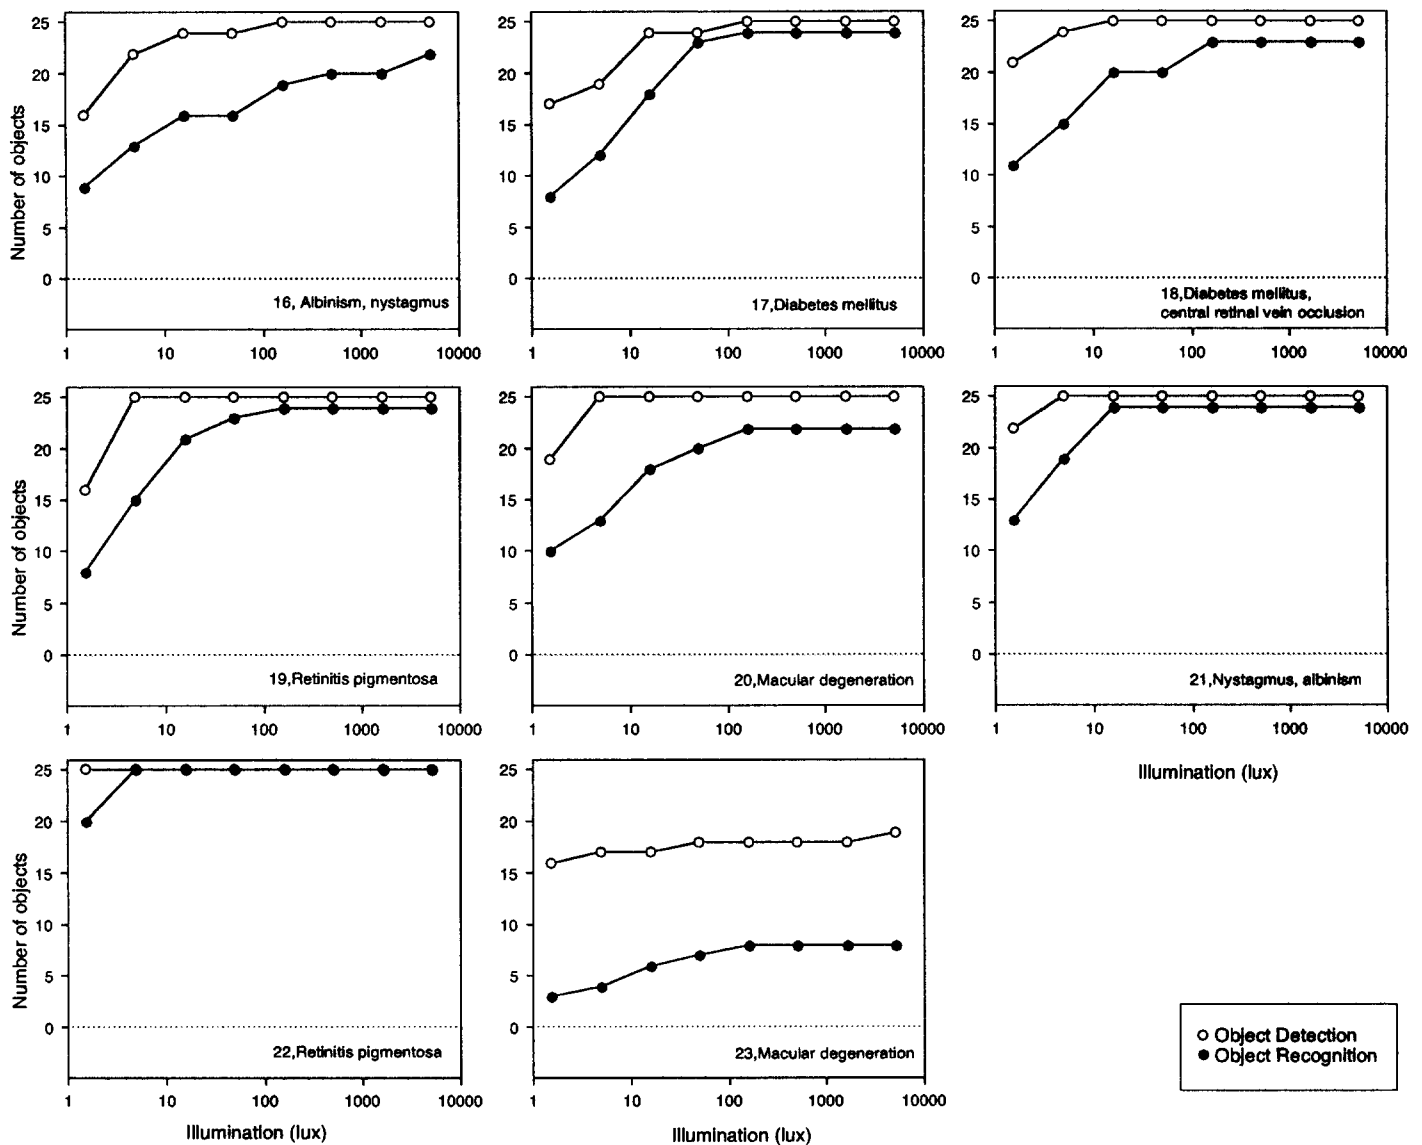 Number of objects
25
20
15
10
5
0
16, Albinism, nystagmus
1 10 100 1000 10000
25
20
15
10
5
0
17,Diabetes mellitus
1 10 100 1000 10000
25
20
15
10
5
0
18,Diabetes mellitus,
central retinal vein occlusion
1 10 100 1000 10000
Number of objects
25
20
15
10
5
0
19,Retinitis pigmentosa
1 10 100 1000 10000
25
20
15
10
5
0
20,Macular degeneration
1 10 100 1000 10000
25
20
15
10
5
0
21,Nystagmus, albinism
1 10 100 1000 10000
Illumination (lux)
Number of objects
25
20
15
10
5
0
22,Retinitis pigmentosa
1 10 100 1000 10000
Illumination (lux)
25
20
15
10
5
0
23,Macular degeneration
1 10 100 1000 10000
Illumination (lux)
Object Detection
Object Recognition